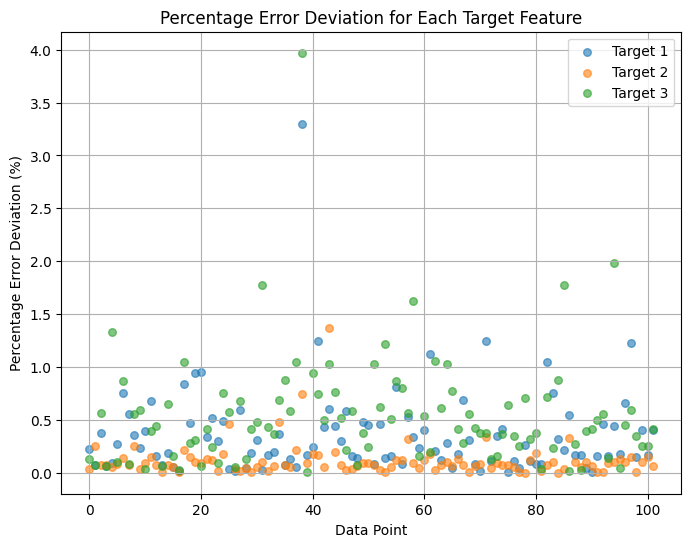 Percentage Error Deviation for Each Target Feature
Target 1
Target 2
Target 3
Percentage Error Deviation (%)
4.0
3.5
3.0
2.5
2.0
1.5
1.0
0.5
0.0
0 20 40 60 80 100
Data Point